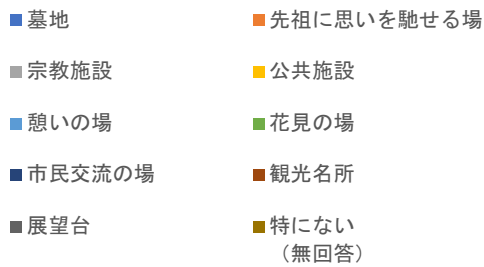 墓地
先祖に思いを馳せる場
宗教施設
公共施設
憩いの場
花見の場
市民交流の場
観光名所
展望台
特にない
（無回答）